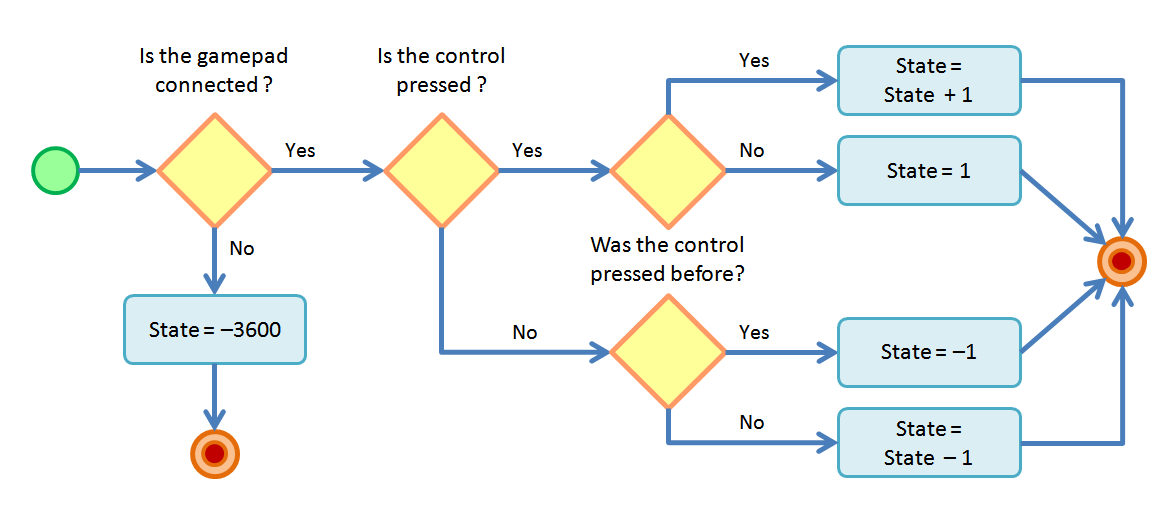 Is the gamepad
connected ?
Is the control
pressed ?
Yes
State =
State + 1
Yes
Yes
No
State = 1
No
Was the control
pressed before?
State = –3600
No
Yes
State = –1
No
State =
State – 1